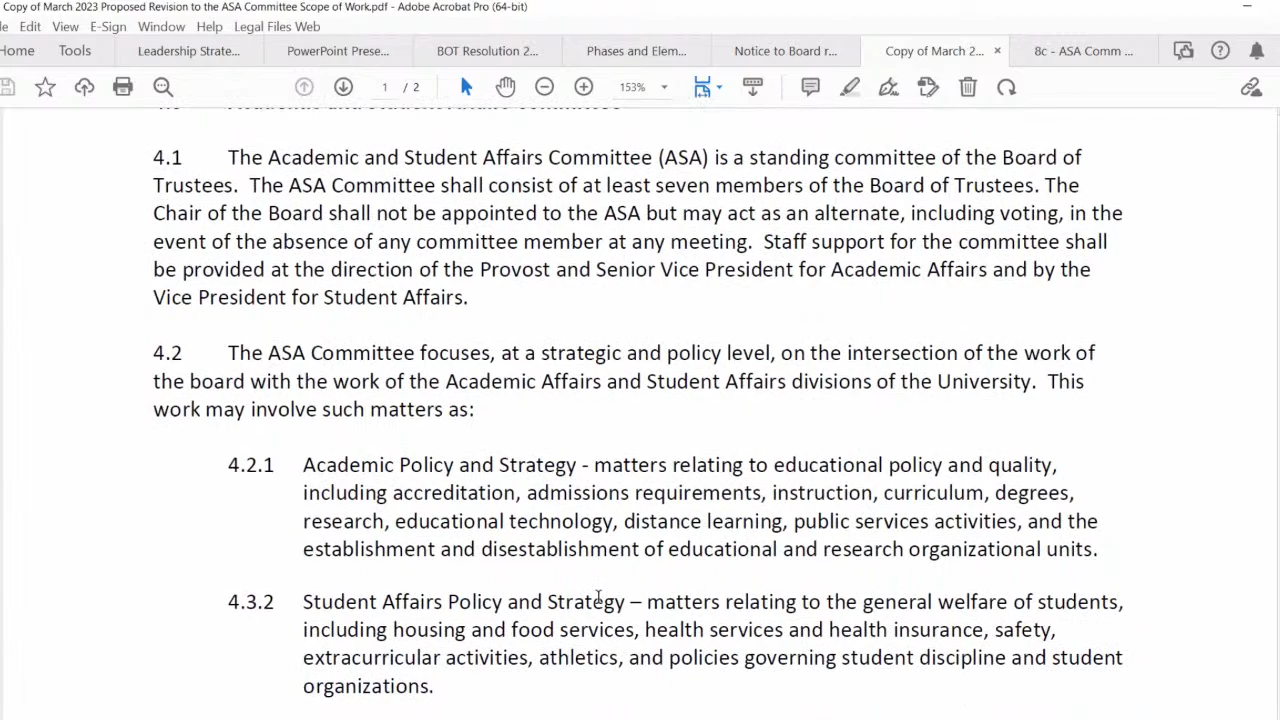 Copy of March 2023 Proposed Revision to the ASA Committee Scope of Work.pdf - Adobe Acrobat Pro (64-bit)
le Edit View E-Sign Window Help Legal Files Web
Home Tools Leadership Strate... PowerPoint Prese... BOT Resolution 2... Phases and Elem... Notice to Board r... Copy of March 2... × 8c - ASA Comm ...
1 / 2 153%
4.1 The Academic and Student Affairs Committee (ASA) is a standing committee of the Board of
Trustees. The ASA Committee shall consist of at least seven members of the Board of Trustees. The
Chair of the Board shall not be appointed to the ASA but may act as an alternate, including voting, in the
event of the absence of any committee member at any meeting. Staff support for the committee shall
be provided at the direction of the Provost and Senior Vice President for Academic Affairs and by the
Vice President for Student Affairs.
4.2 The ASA Committee focuses, at a strategic and policy level, on the intersection of the work of
the board with the work of the Academic Affairs and Student Affairs divisions of the University. This
work may involve such matters as:
4.2.1 Academic Policy and Strategy - matters relating to educational policy and quality,
including accreditation, admissions requirements, instruction, curriculum, degrees,
research, educational technology, distance learning, public services activities, and the
establishment and disestablishment of educational and research organizational units.
4.3.2 Student Affairs Policy and Strategy – matters relating to the general welfare of students,
including housing and food services, health services and health insurance, safety,
extracurricular activities, athletics, and policies governing student discipline and student
organizations.